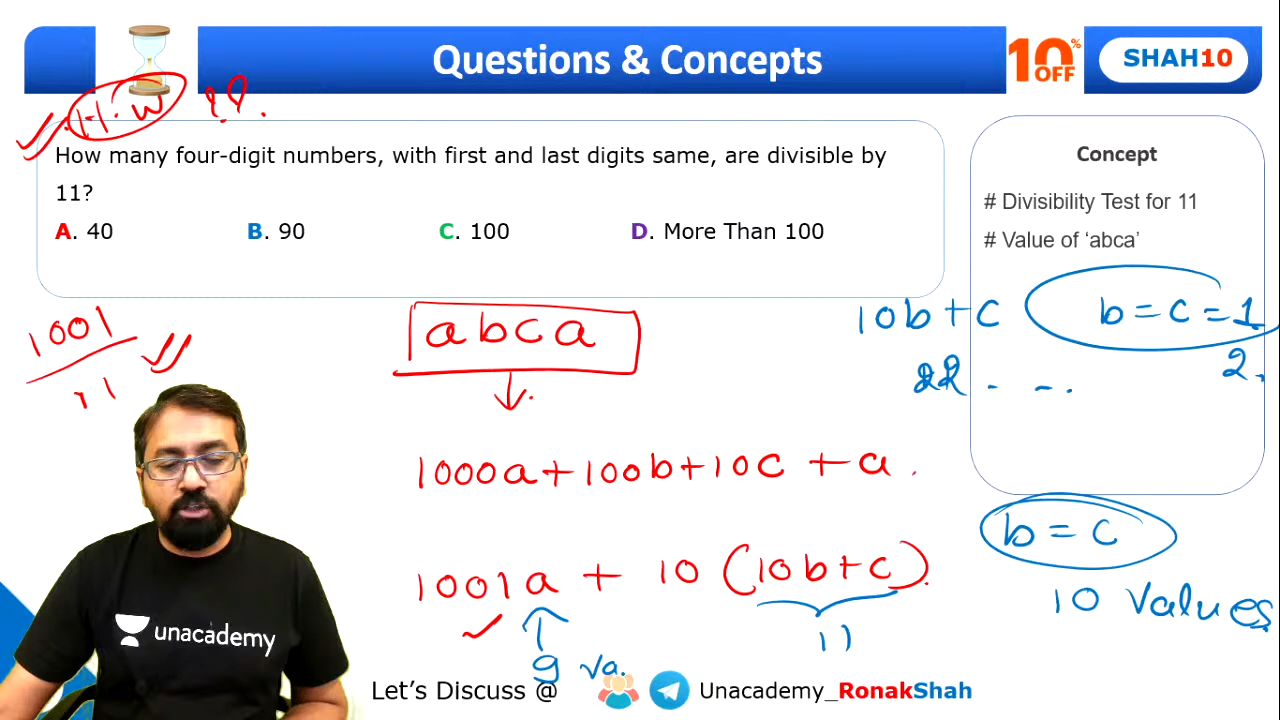 Questions & Concepts
10% OFF
SHAH10
H.W ??.
How many four-digit numbers, with first and last digits same, are divisible by
11?
A. 40 B. 90 C. 100 D. More Than 100
Concept
# Divisibility Test for 11
# Value of ‘abca’
1001
11
abca
10b+c b=c=1
22 - -. 2.
1000a+100b+10c+a.
b=c
1001a + 10(10b+c).
10 Values
11
9 va.
unacademy
Let’s Discuss @ Unacademy_RonakShah